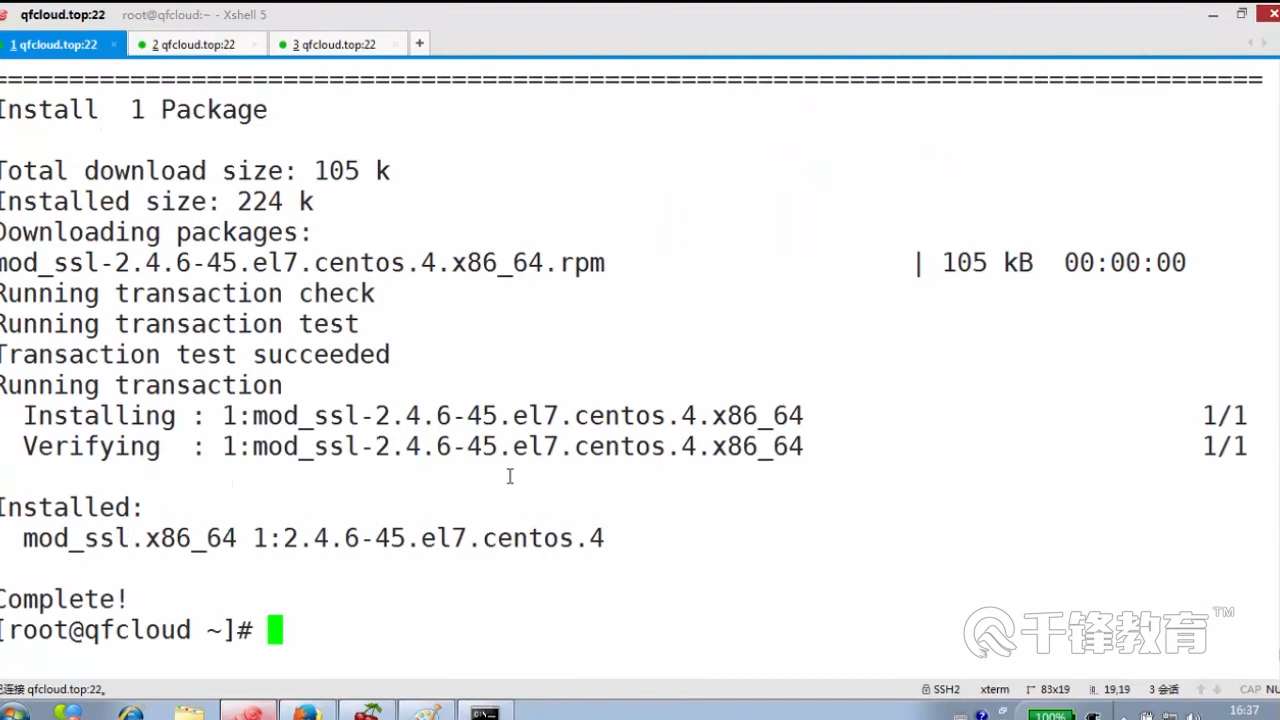 qfcloud.top:22 root@qfcloud:~ - Xshell 5
1 qfcloud.top:22 × 2 qfcloud.top:22 × 3 qfcloud.top:22 × +
===================================================================================
Install  1 Package
Total download size: 105 k
Installed size: 224 k
Downloading packages:
mod_ssl-2.4.6-45.el7.centos.4.x86_64.rpm | 105 kB  00:00:00
Running transaction check
Running transaction test
Transaction test succeeded
Running transaction
Installing : 1:mod_ssl-2.4.6-45.el7.centos.4.x86_64 1/1
Verifying  : 1:mod_ssl-2.4.6-45.el7.centos.4.x86_64 1/1
Installed:
mod_ssl.x86_64 1:2.4.6-45.el7.centos.4
Complete!
[root@qfcloud ~]#
千锋教育™
已连接 qfcloud.top:22。 SSH2 xterm 83x19 19,19 3 会话 CAP NU
100% 16:37